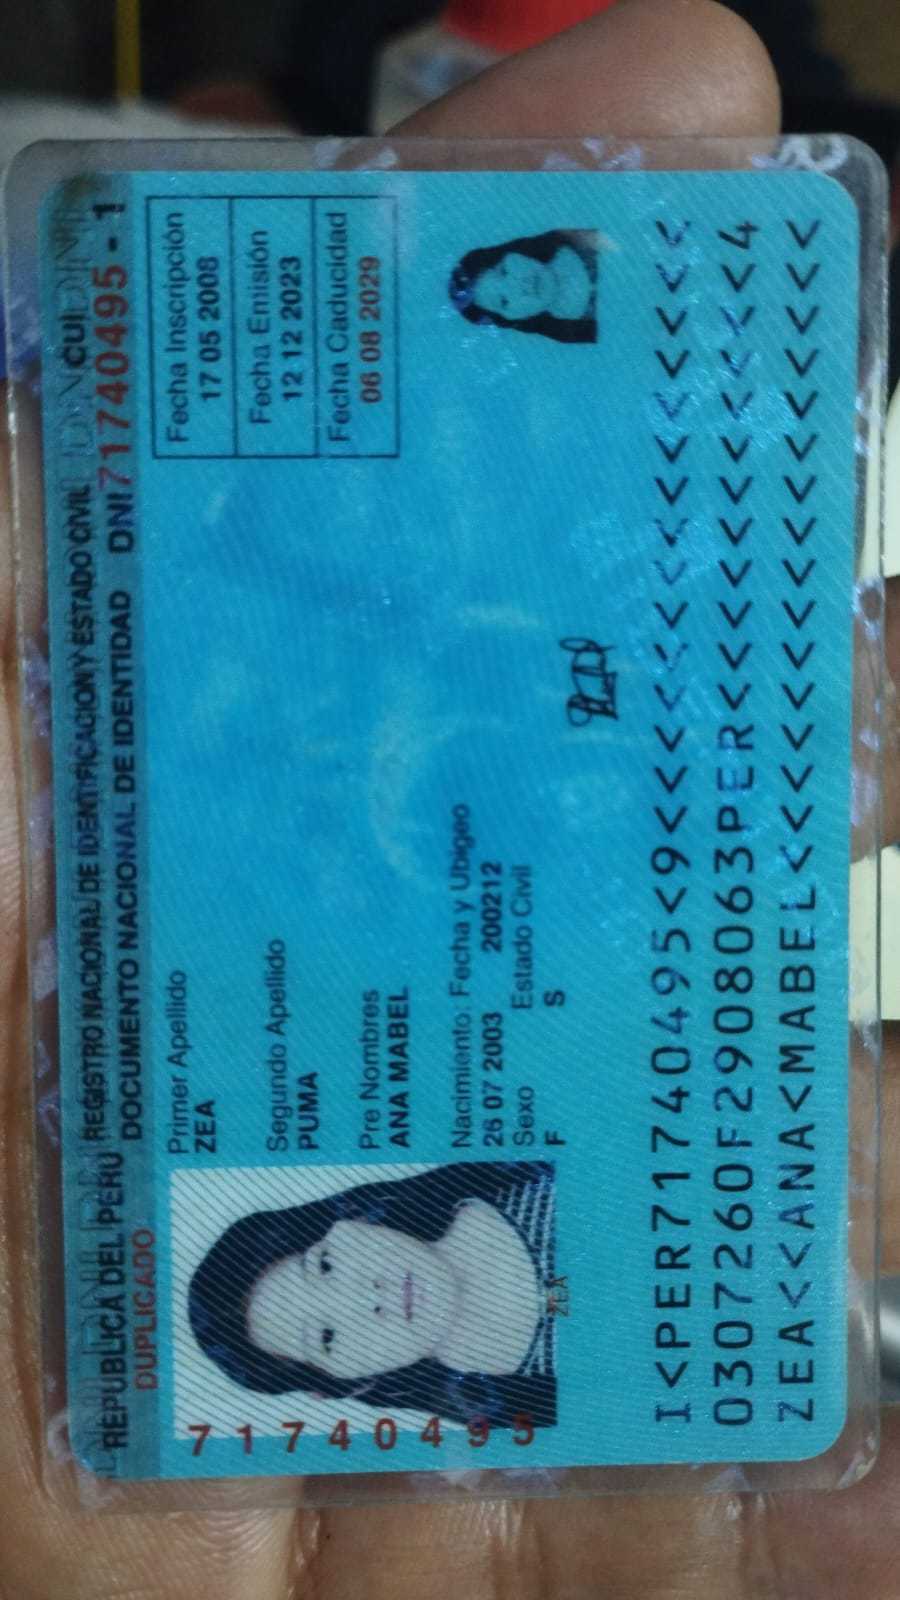 REPUBLICA DEL PERU REGISTRO NACIONAL DE IDENTIFICACION Y ESTADO CIVIL CUI
DUPLICADO DOCUMENTO NACIONAL DE IDENTIDAD DNI 71740495 - 1
Primer Apellido
ZEA
Segundo Apellido
PUMA
Pre Nombres
ANA MABEL
Nacimiento: Fecha y Ubigeo
26 07 2003 200212
Sexo Estado Civil
F S
Fecha Inscripción
17 05 2008
Fecha Emisión
12 12 2023
Fecha Caducidad
06 08 2029
71740495
ZEA
I<PER71740495<9<<<<<<<<<<<<<<<
0307260F2908063PER<<<<<<<<<<<4
ZEA<<ANA<MABEL<<<<<<<<<<<<<<<<